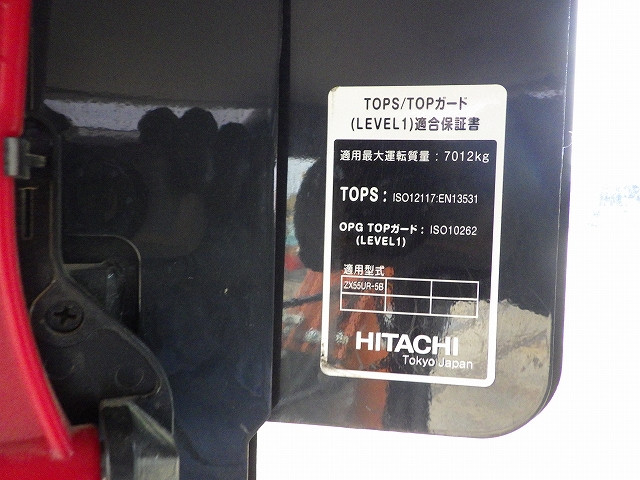 TOPS/TOPガード
(LEVEL1)適合保証書
適用最大運転質量：7012kg
TOPS：ISO12117:EN13531
OPG TOPガード：ISO10262
(LEVEL1)
適用型式
ZX55UR-5B
HITACHI
Tokyo Japan